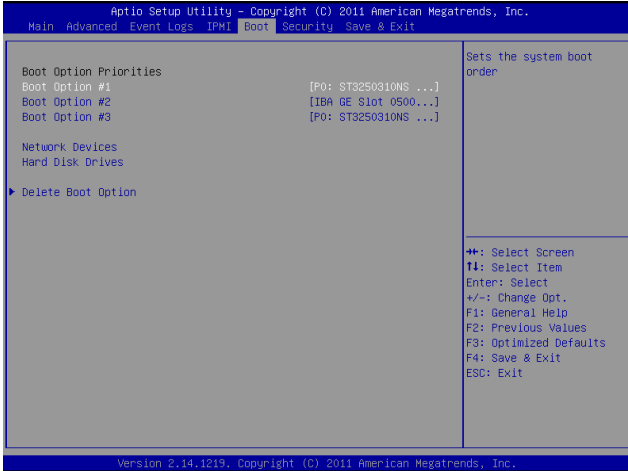 Aptio Setup Utility – Copyright (C) 2011 American Megatrends, Inc.
Main Advanced Event Logs IPMI Boot Security Save & Exit
Boot Option Priorities
Boot Option #1 [P0: ST3250310NS ...]
Boot Option #2 [IBA GE Slot 0500...]
Boot Option #3 [P0: ST3250310NS ...]
Network Devices
Hard Disk Drives
Delete Boot Option
Sets the system boot
order
→←: Select Screen
↑↓: Select Item
Enter: Select
+/-: Change Opt.
F1: General Help
F2: Previous Values
F3: Optimized Defaults
F4: Save & Exit
ESC: Exit
Version 2.14.1219. Copyright (C) 2011 American Megatrends, Inc.